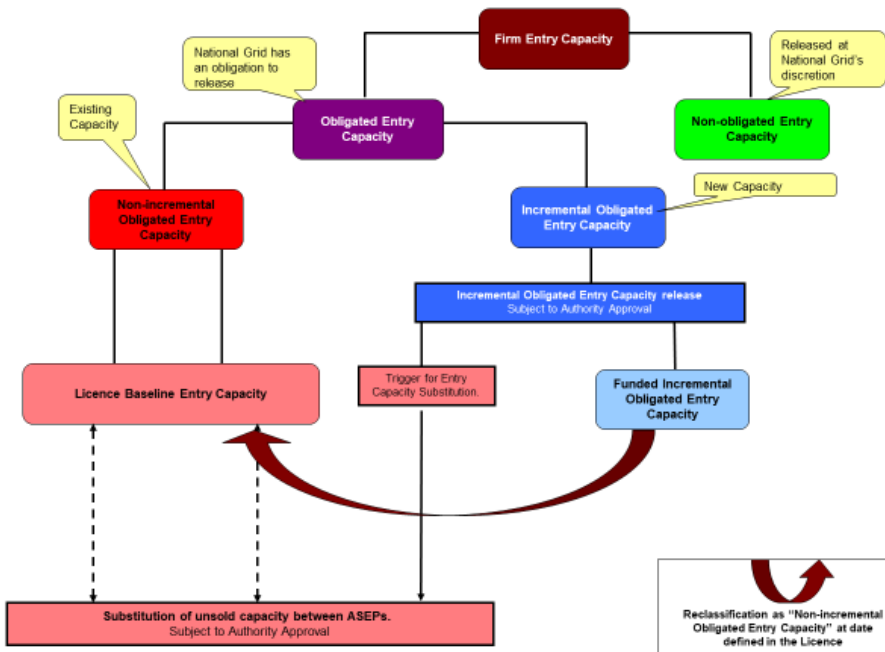 Firm Entry Capacity
National Grid has
an obligation to
release
Released at
National Grid's
discretion
Existing
Capacity
Obligated Entry
Capacity
Non-obligated Entry
Capacity
New Capacity
Non-incremental
Obligated Entry
Capacity
Incremental Obligated
Entry Capacity
Incremental Obligated Entry Capacity release
Subject to Authority Approval
Licence Baseline Entry Capacity
Trigger for Entry
Capacity Substitution.
Funded Incremental
Obligated Entry
Capacity
Substitution of unsold capacity between ASEPs.
Subject to Authority Approval
Reclassification as “Non-incremental
Obligated Entry Capacity” at date
defined in the Licence